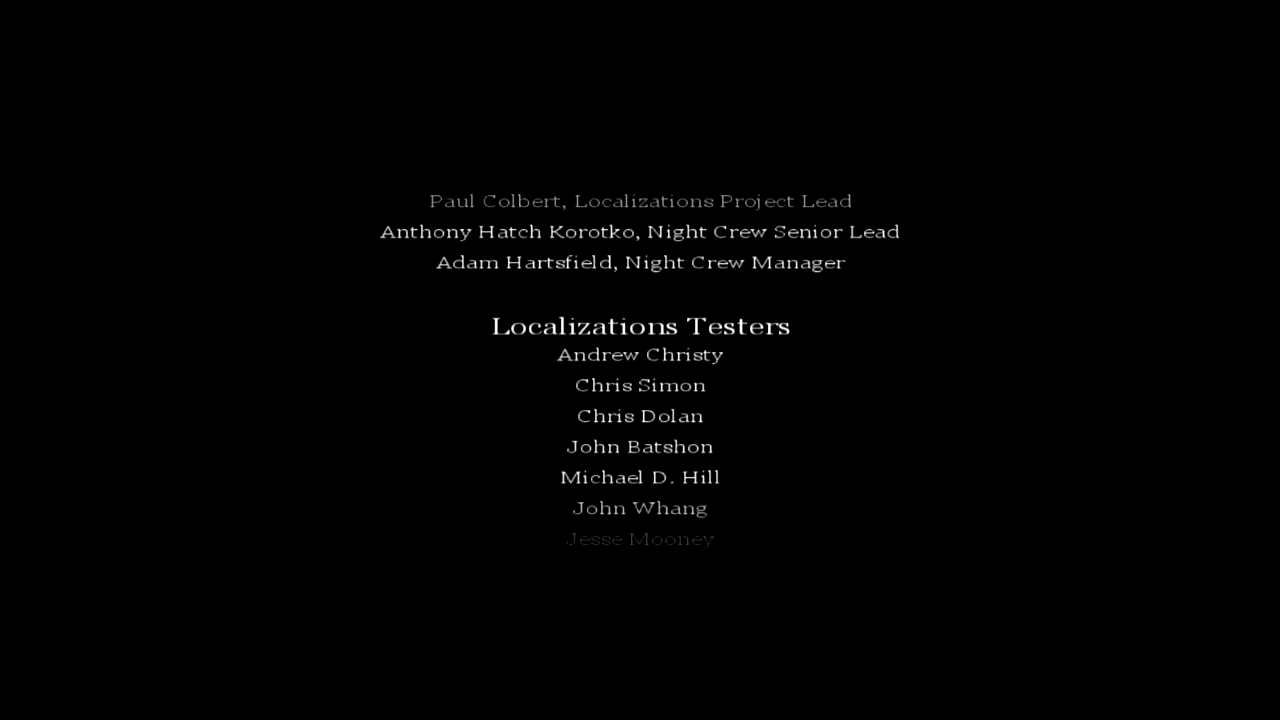 Paul Colbert, Localizations Project Lead
Anthony Hatch Korotko, Night Crew Senior Lead
Adam Hartsfield, Night Crew Manager
Localizations Testers
Andrew Christy
Chris Simon
Chris Dolan
John Batshon
Michael D. Hill
John Whang
Jesse Mooney